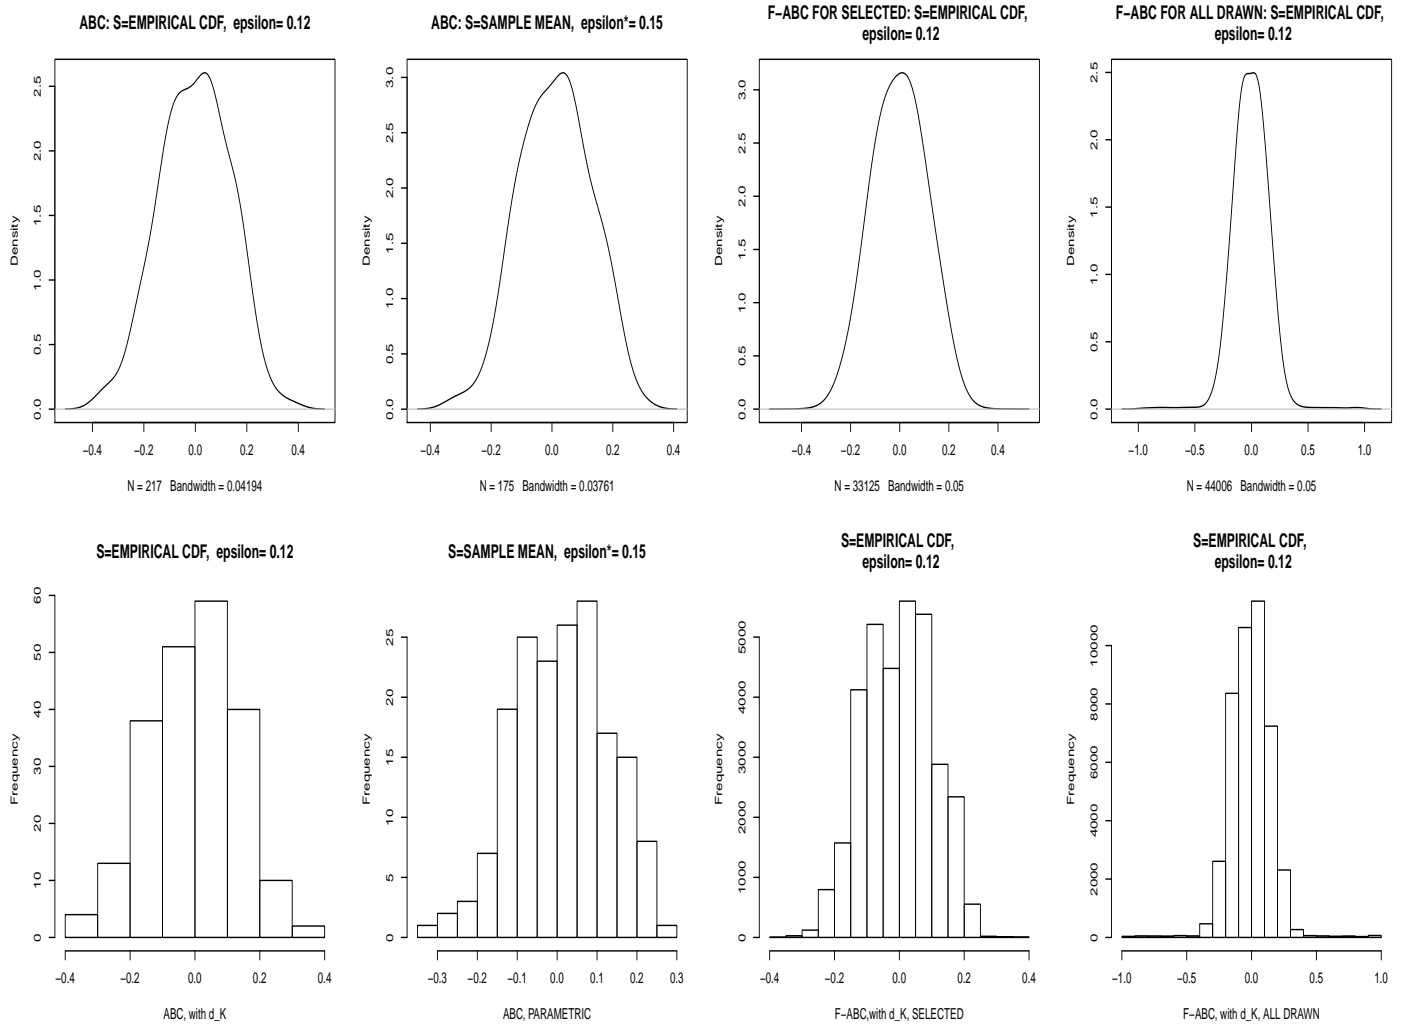 ABC: S=EMPIRICAL CDF, epsilon= 0.12
Density
0.0 0.5 1.0 1.5 2.0 2.5
−0.4 −0.2 0.0 0.2 0.4
N = 217 Bandwidth = 0.04194
ABC: S=SAMPLE MEAN, epsilon*= 0.15
Density
0.0 0.5 1.0 1.5 2.0 2.5 3.0
−0.4 −0.2 0.0 0.2 0.4
N = 175 Bandwidth = 0.03761
F−ABC FOR SELECTED: S=EMPIRICAL CDF,
epsilon= 0.12
Density
0.0 0.5 1.0 1.5 2.0 2.5 3.0
−0.4 −0.2 0.0 0.2 0.4
N = 33125 Bandwidth = 0.05
F−ABC FOR ALL DRAWN: S=EMPIRICAL CDF,
epsilon= 0.12
Density
0.0 0.5 1.0 1.5 2.0 2.5
−1.0 −0.5 0.0 0.5 1.0
N = 44006 Bandwidth = 0.05
S=EMPIRICAL CDF, epsilon= 0.12
Frequency
0 10 20 30 40 50 60
−0.4 −0.2 0.0 0.2 0.4
ABC, with d_K
S=SAMPLE MEAN, epsilon*= 0.15
Frequency
0 5 10 15 20 25
−0.3 −0.2 −0.1 0.0 0.1 0.2 0.3
ABC, PARAMETRIC
S=EMPIRICAL CDF,
epsilon= 0.12
Frequency
0 1000 2000 3000 4000 5000
−0.4 −0.2 0.0 0.2 0.4
F−ABC,with d_K, SELECTED
S=EMPIRICAL CDF,
epsilon= 0.12
Frequency
0 2000 4000 6000 8000 10000
−1.0 −0.5 0.0 0.5 1.0
F−ABC, with d_K, ALL DRAWN